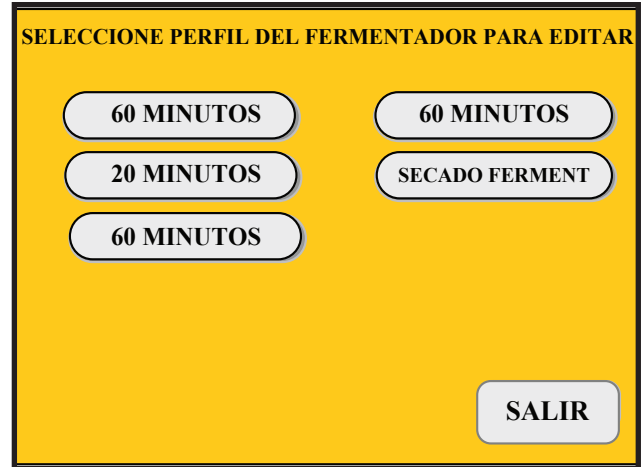 SELECCIONE PERFIL DEL FERMENTADOR PARA EDITAR
60 MINUTOS
60 MINUTOS
20 MINUTOS
SECADO FERMENT
60 MINUTOS
SALIR